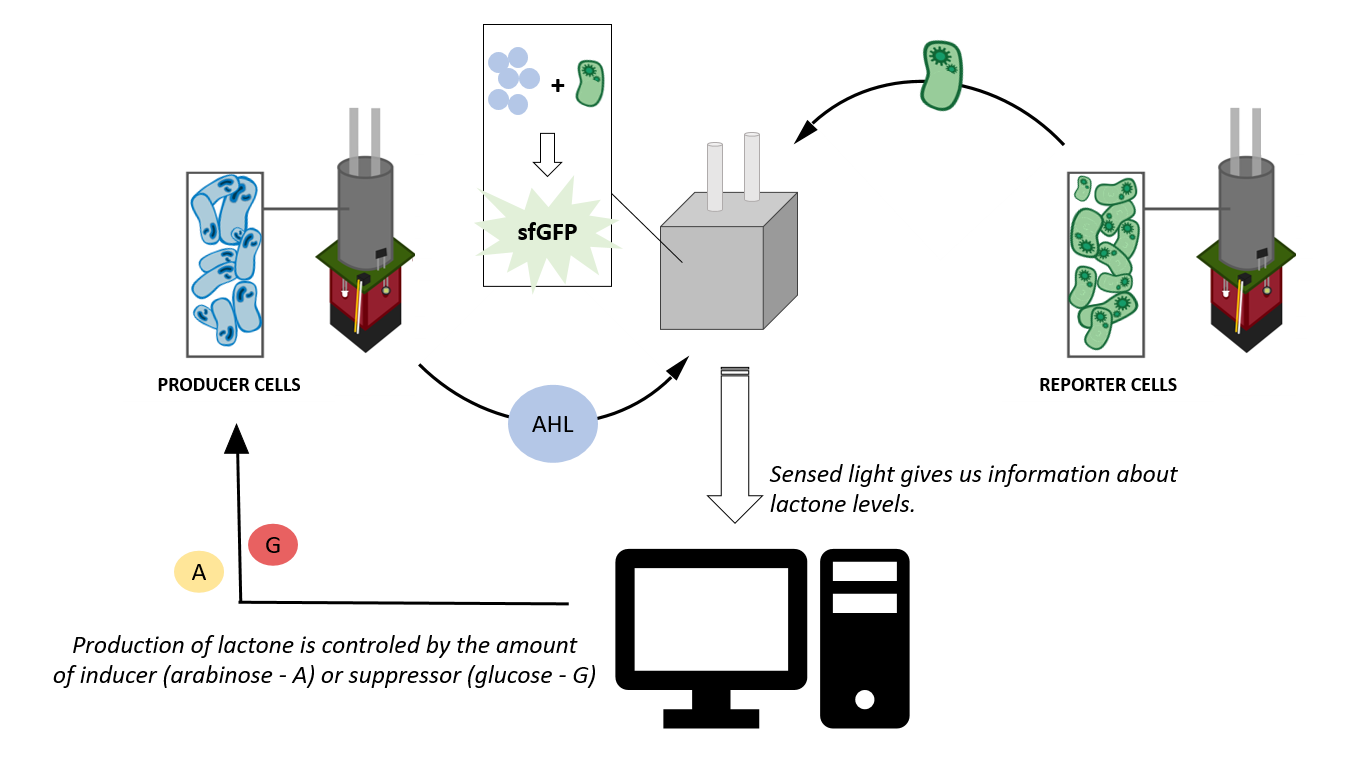 +
sfGFP
PRODUCER CELLS
REPORTER CELLS
AHL
Sensed light gives us information about
lactone levels.
G
A
Production of lactone is controled by the amount
of inducer (arabinose - A) or suppressor (glucose - G)